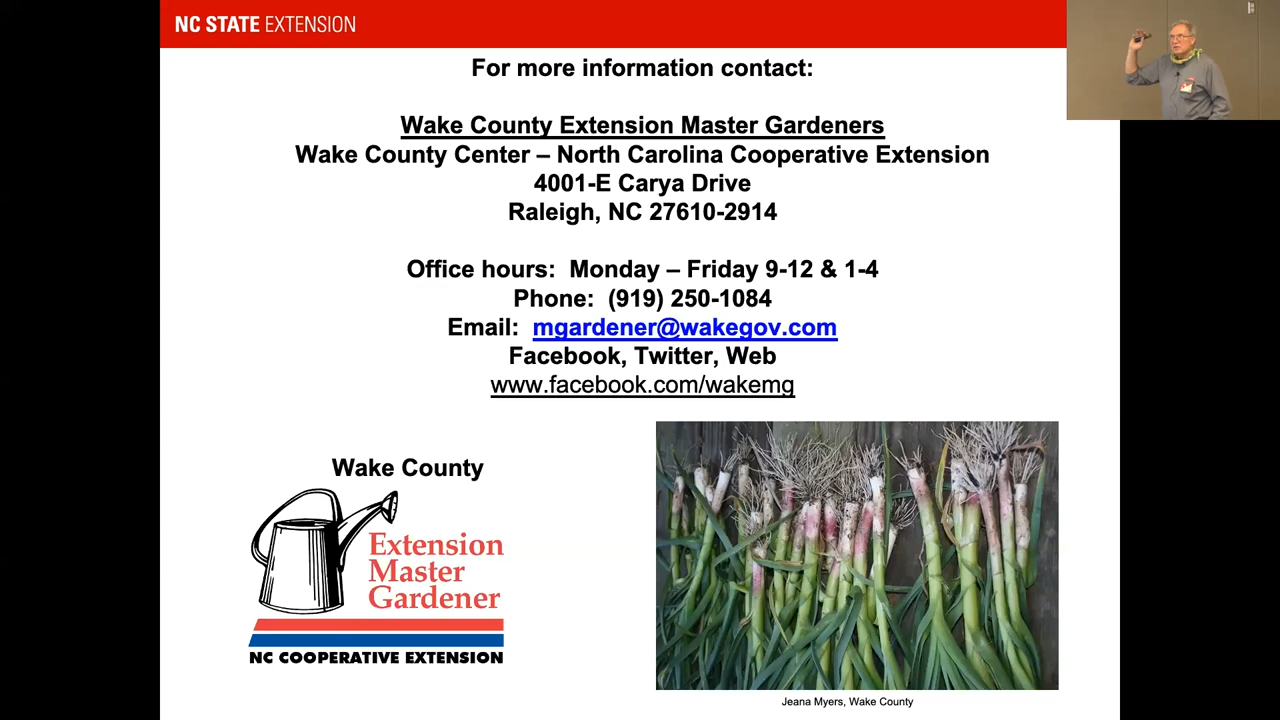 NC STATE EXTENSION
For more information contact:
Wake County Extension Master Gardeners
Wake County Center – North Carolina Cooperative Extension
4001-E Carya Drive
Raleigh, NC 27610-2914
Office hours:  Monday – Friday 9-12 & 1-4
Phone:  (919) 250-1084
Email:  mgardener@wakegov.com
Facebook, Twitter, Web
www.facebook.com/wakemg
Wake County
Extension
Master
Gardener
NC COOPERATIVE EXTENSION
Jeana Myers, Wake County